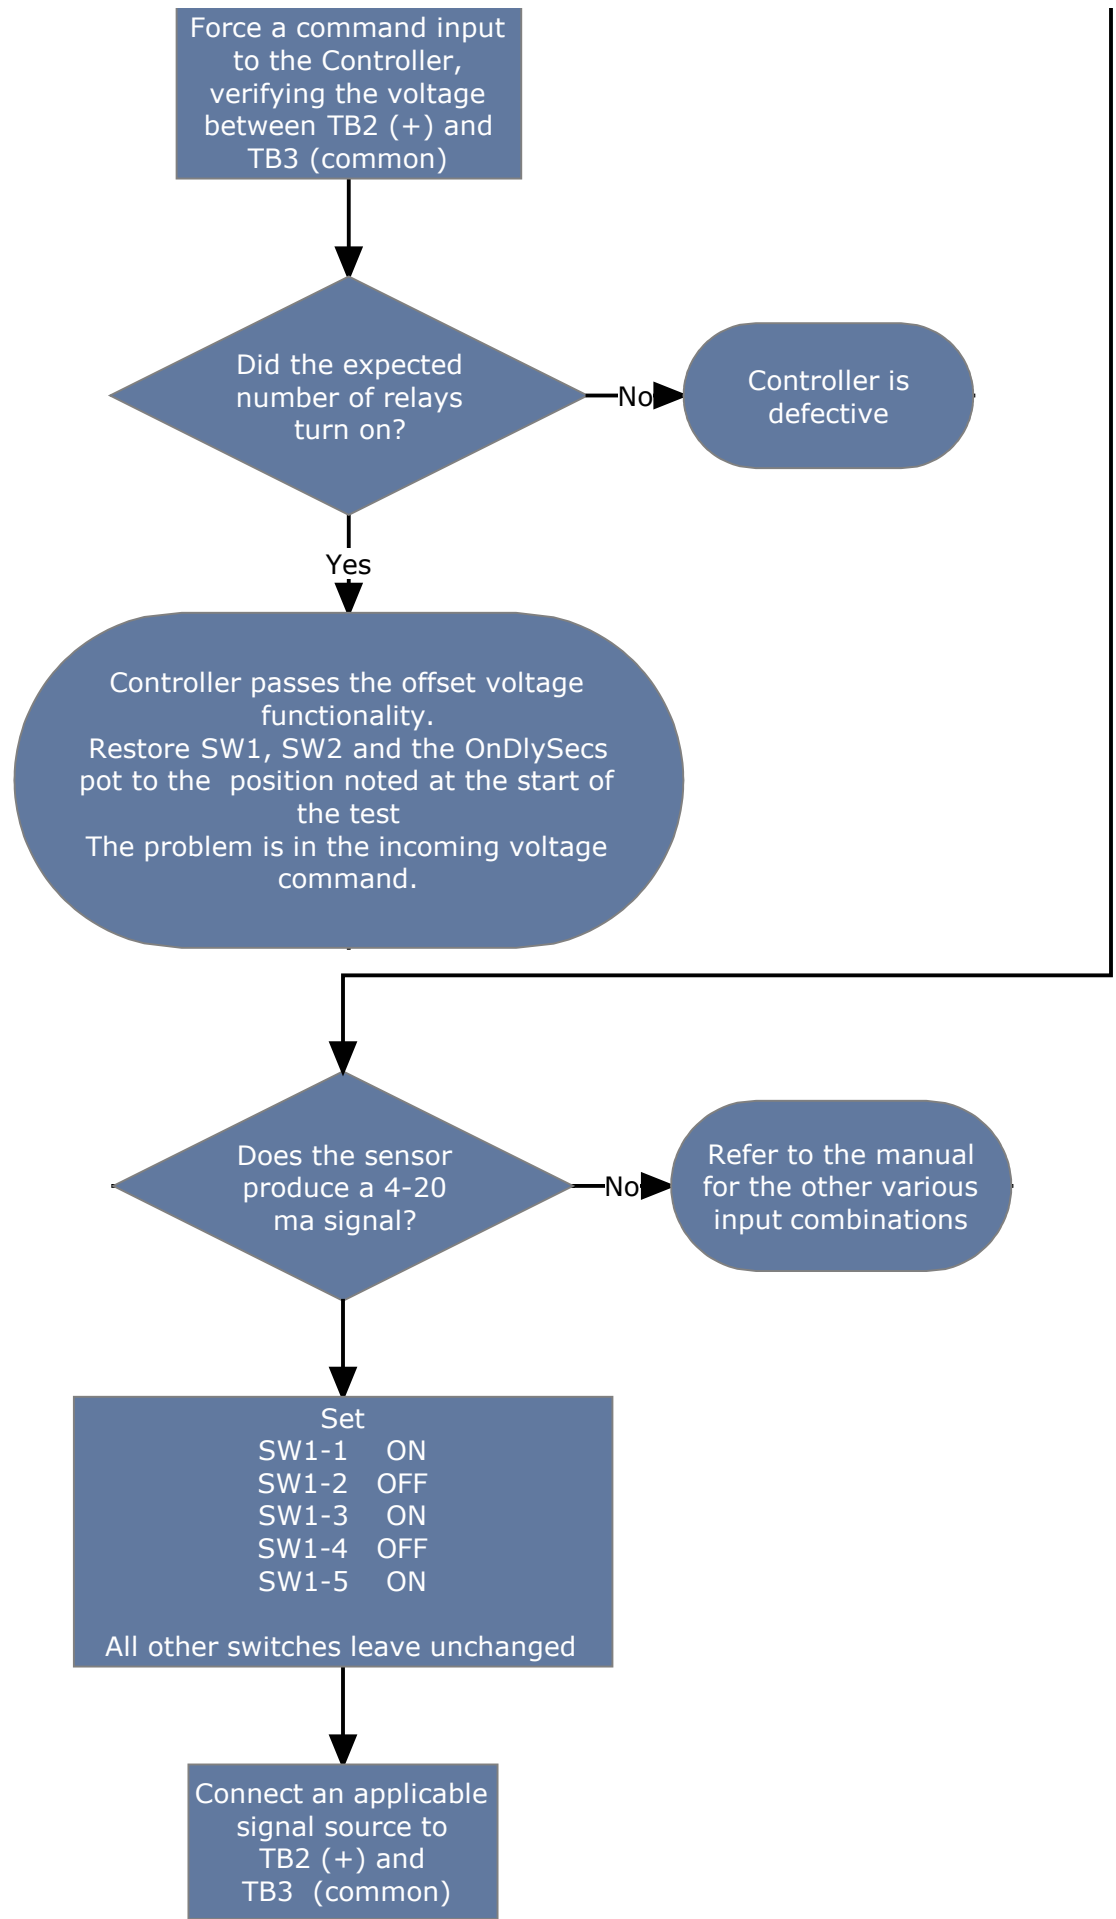 Force a command input
to the Controller,
verifying the voltage
between TB2 (+) and
TB3 (common)
Did the expected
number of relays
turn on?
No
Controller is
defective
Yes
Controller passes the offset voltage
functionality.
Restore SW1, SW2 and the OnDlySecs
pot to the position noted at the start of
the test
The problem is in the incoming voltage
command.
Does the sensor
produce a 4-20
ma signal?
No
Refer to the manual
for the other various
input combinations
Set
SW1-1 ON
SW1-2 OFF
SW1-3 ON
SW1-4 OFF
SW1-5 ON
All other switches leave unchanged
Connect an applicable
signal source to
TB2 (+) and
TB3 (common)